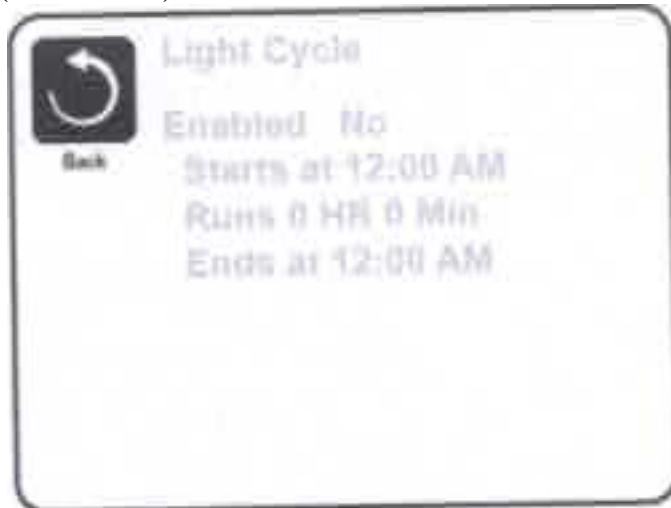 Light Cycle
Enabled No
Back
Starts at 12:00 AM
Runs 0 HR 0 Min
Ends at 12:00 AM